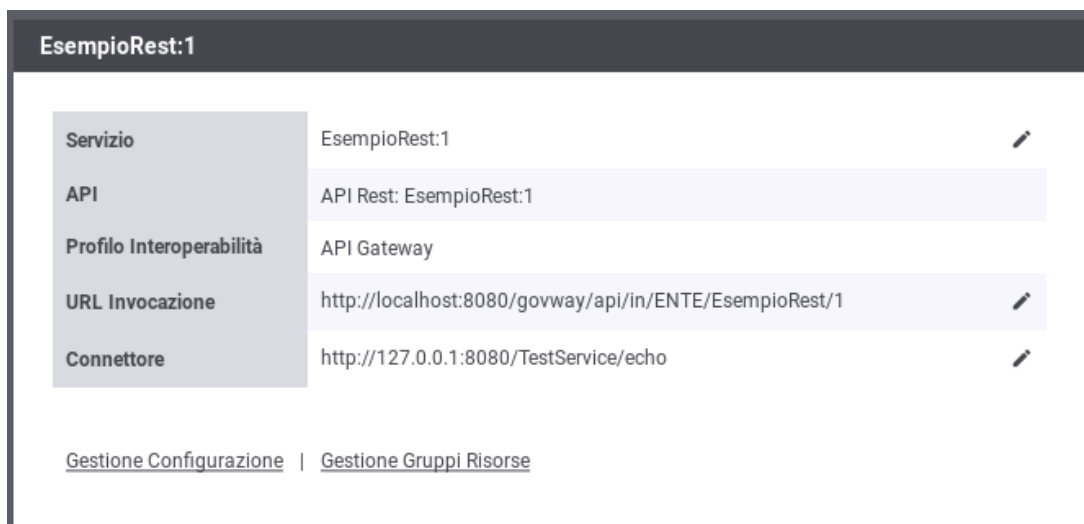 EsempioRest:1
Servizio EsempioRest:1
API API Rest: EsempioRest:1
Profilo Interoperabilità API Gateway
URL Invocazione http://localhost:8080/govway/api/in/ENTE/EsempioRest/1
Connettore http://127.0.0.1:8080/TestService/echo
Gestione Configurazione | Gestione Gruppi Risorse